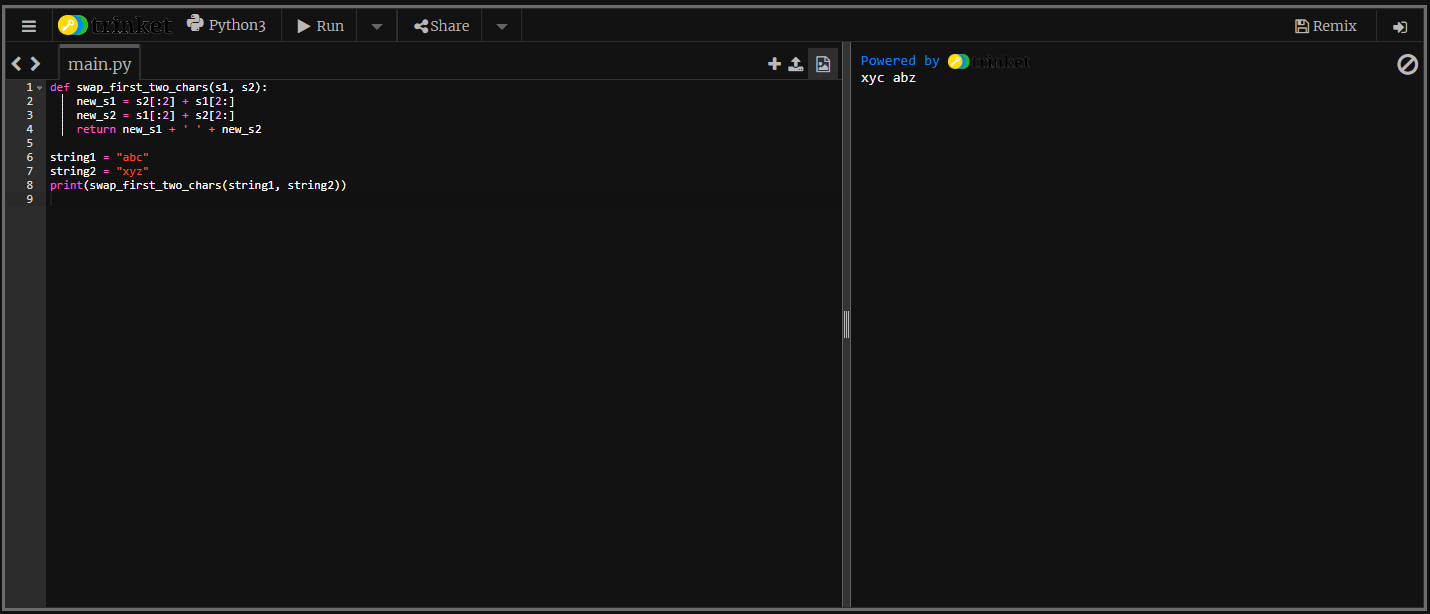 trinket Python3 Run Share Remix
main.py
1 def swap_first_two_chars(s1, s2):
2 new_s1 = s2[:2] + s1[2:]
3 new_s2 = s1[:2] + s2[2:]
4 return new_s1 + ' ' + new_s2
5
6 string1 = "abc"
7 string2 = "xyz"
8 print(swap_first_two_chars(string1, string2))
9
Powered by trinket
xyc abz